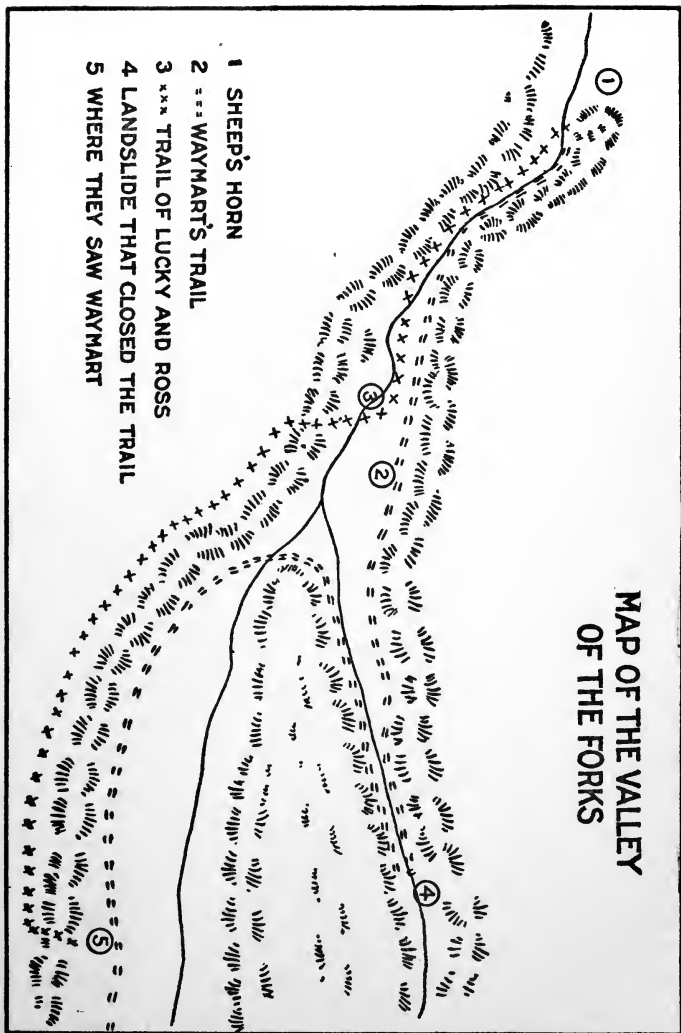 MAP OF THE VALLEY
OF THE FORKS
1
2
3
4
5
1 SHEEP'S HORN
2 === WAYMART'S TRAIL
3 xxx TRAIL OF LUCKY AND ROSS
4 LANDSLIDE THAT CLOSED THE TRAIL
5 WHERE THEY SAW WAYMART